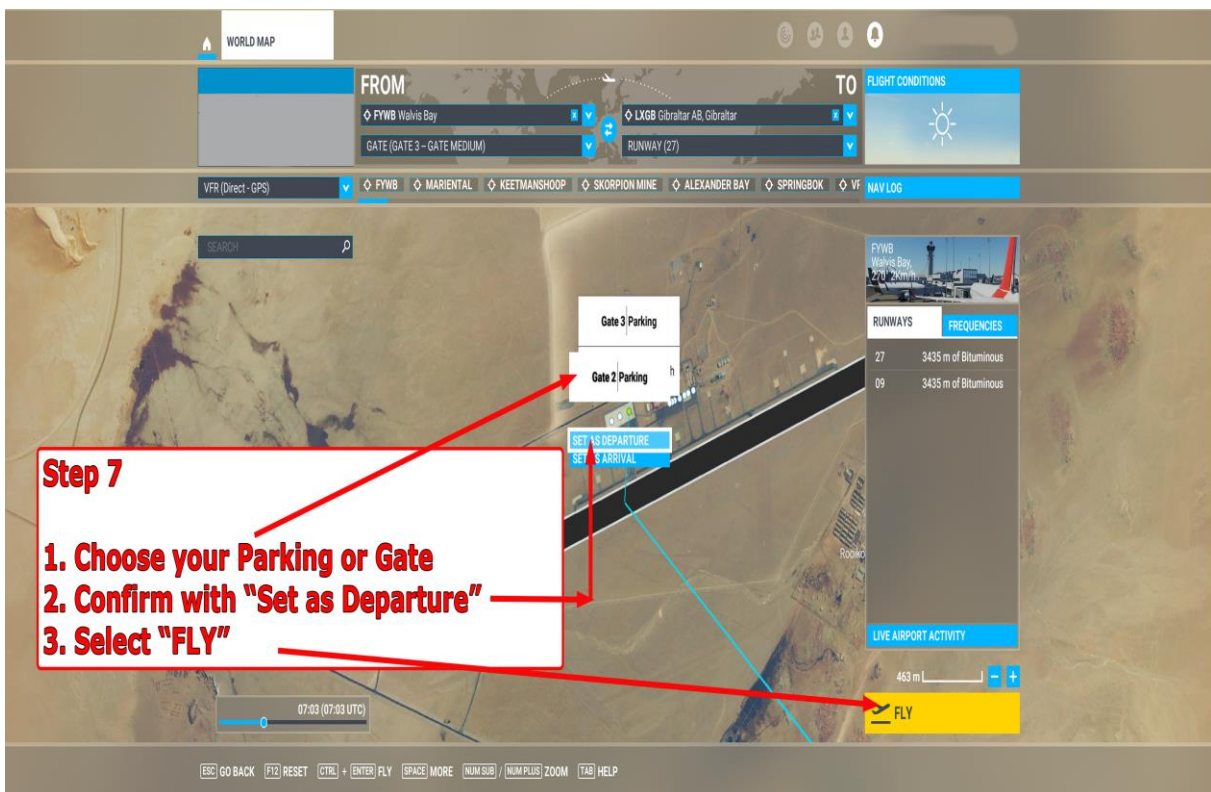 WORLD MAP
FROM
TO
FLIGHT CONDITIONS
FYWB Walvis Bay
x
LXGB Gibraltar AB, Gibraltar
x
GATE (GATE 3 – GATE MEDIUM)
RUNWAY (27)
VFR (Direct - GPS)
FYWB
MARIENTAL
KEETMANSHOOP
SKORPION MINE
ALEXANDER BAY
SPRINGBOK
NAV LOG
SEARCH
FYWB
Walvis Bay,
270° 2Km/h
RUNWAYS
FREQUENCIES
27 3435 m of Bituminous
09 3435 m of Bituminous
Gate 3 Parking
Gate 2 Parking
h
SET AS DEPARTURE
SET AS ARRIVAL
Step 7
1. Choose your Parking or Gate
2. Confirm with “Set as Departure”
3. Select “FLY”
LIVE AIRPORT ACTIVITY
463 m
FLY
07:03 (07:03 UTC)
ESC GO BACK F12 RESET CTRL + ENTER FLY SPACE MORE NUM SUB / NUM PLUS ZOOM TAB HELP